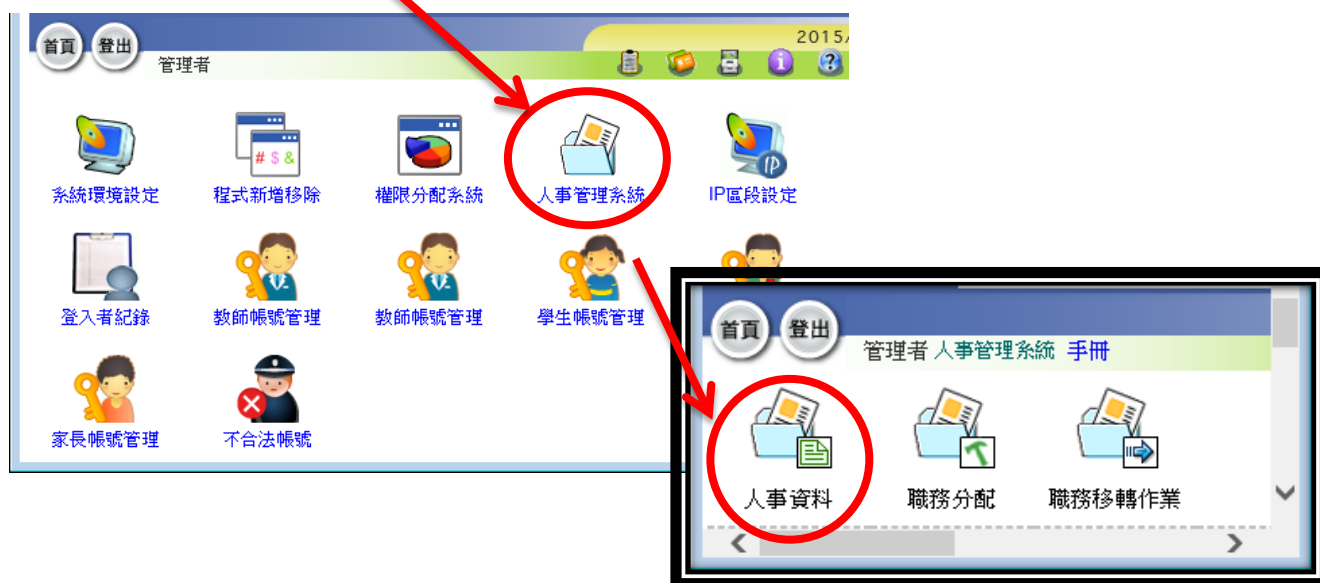 首頁 登出
2015/
管理者
系統環境設定 程式新增移除 權限分配系統 人事管理系統 IP區段設定
登入者紀錄 教師帳號管理 教師帳號管理 學生帳號管理
家長帳號管理 不合法帳號
首頁 登出
管理者 人事管理系統 手冊
人事資料 職務分配 職務移轉作業